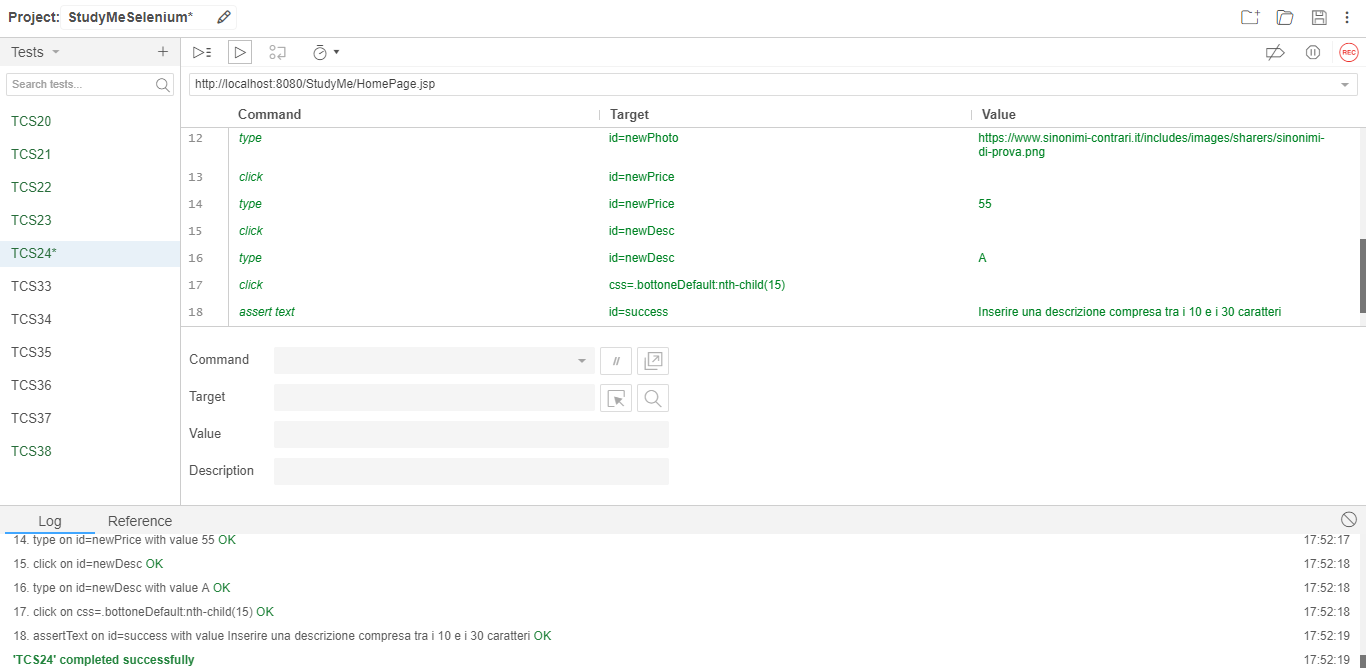 Project: StudyMeSelenium*
Tests
+
Search tests...
TCS20
TCS21
TCS22
TCS23
TCS24*
TCS33
TCS34
TCS35
TCS36
TCS37
TCS38
REC
http://localhost:8080/StudyMe/HomePage.jsp
Command Target Value
12 type id=newPhoto https://www.sinonimi-contrari.it/includes/images/sharers/sinonimi-
di-prova.png
13 click id=newPrice
14 type id=newPrice 55
15 click id=newDesc
16 type id=newDesc A
17 click css=.bottoneDefault:nth-child(15)
18 assert text id=success Inserire una descrizione compresa tra i 10 e i 30 caratteri
Command //
Target
Value
Description
Log Reference
14. type on id=newPrice with value 55 OK 17:52:17
15. click on id=newDesc OK 17:52:18
16. type on id=newDesc with value A OK 17:52:18
17. click on css=.bottoneDefault:nth-child(15) OK 17:52:18
18. assertText on id=success with value Inserire una descrizione compresa tra i 10 e i 30 caratteri OK 17:52:19
'TCS24' completed successfully 17:52:19